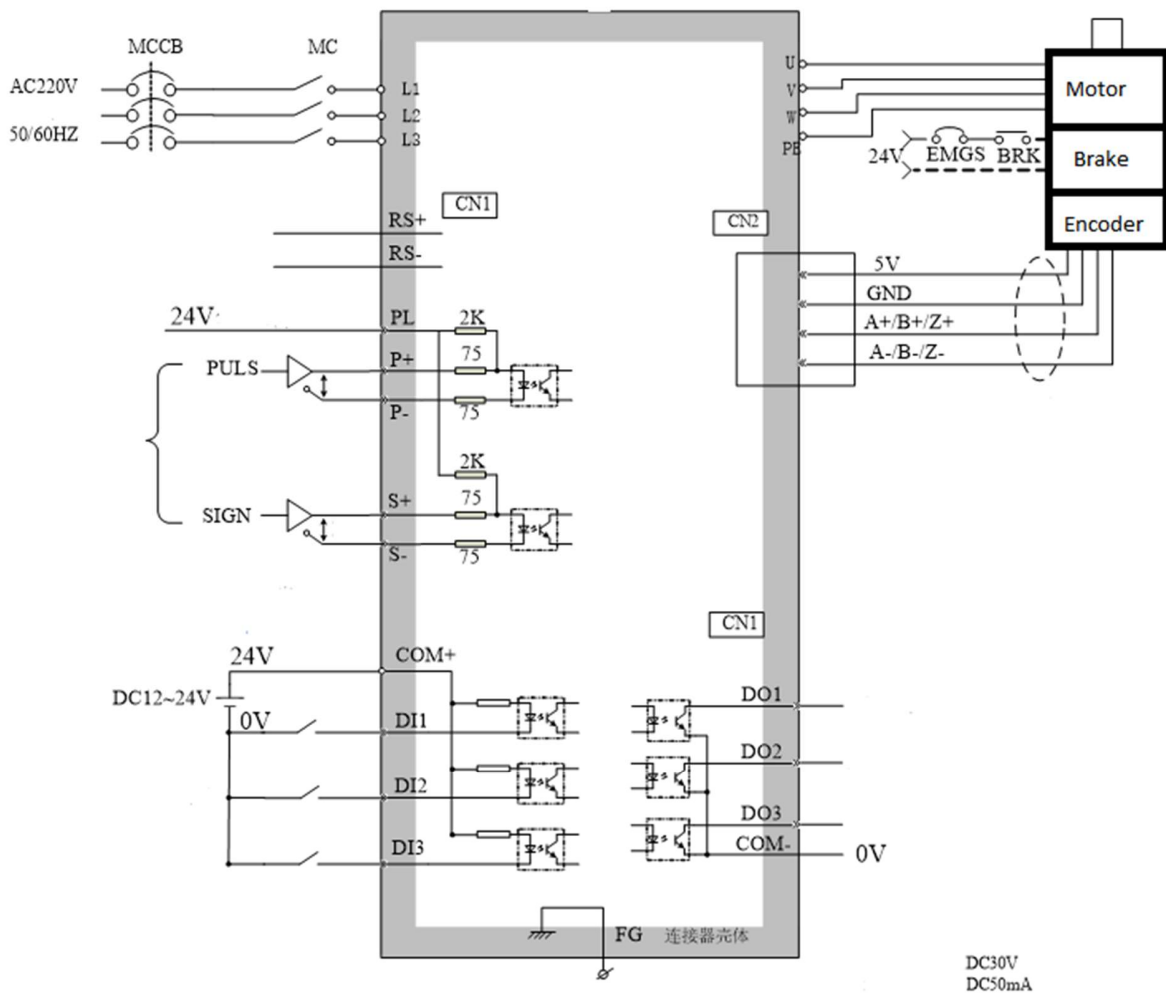 MCCB
MC
AC220V
50/60HZ
L1
L2
L3
U
V
W
PE
Motor
Brake
Encoder
24V
EMGS
BRK
CN1
RS+
RS-
CN2
5V
GND
A+/B+/Z+
A-/B-/Z-
24V
PL
2K
PULS
P+
75
P-
75
2K
SIGN
S+
75
S-
75
CN1
24V
COM+
DC12~24V
0V
DI1
DI2
DI3
DO1
DO2
DO3
COM-
0V
FG
连接器壳体
DC30V
DC50mA